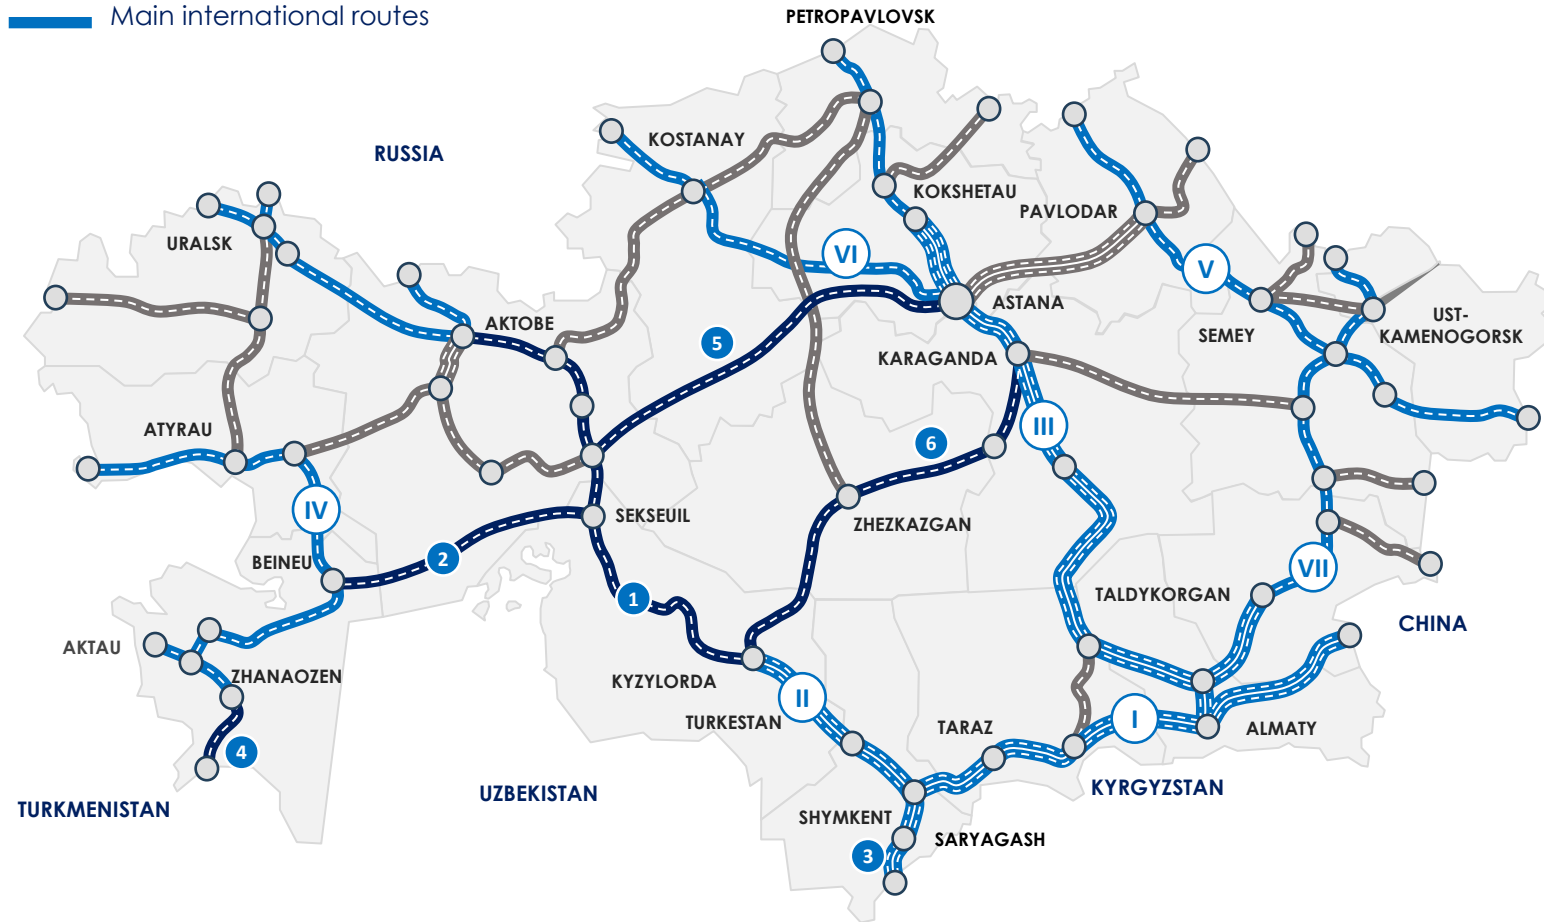 Main international routes
PETROPAVLOVSK
KOSTANAY
RUSSIA
KOKSHETAU
PAVLODAR
URALSK
VI
V
ASTANA
AKTOBE
UST-
KAMENOGORSK
SEMEY
5
KARAGANDA
ATYRAU
III
6
IV
SEKSEUIL
ZHEZKAZGAN
BEINEU
2
VII
1
TALDYKORGAN
CHINA
AKTAU
ZHANAOZEN
KYZYLORDA
II
TURKESTAN
I
TARAZ
ALMATY
4
KYRGYZSTAN
UZBEKISTAN
TURKMENISTAN
SHYMKENT
SARYAGASH
3